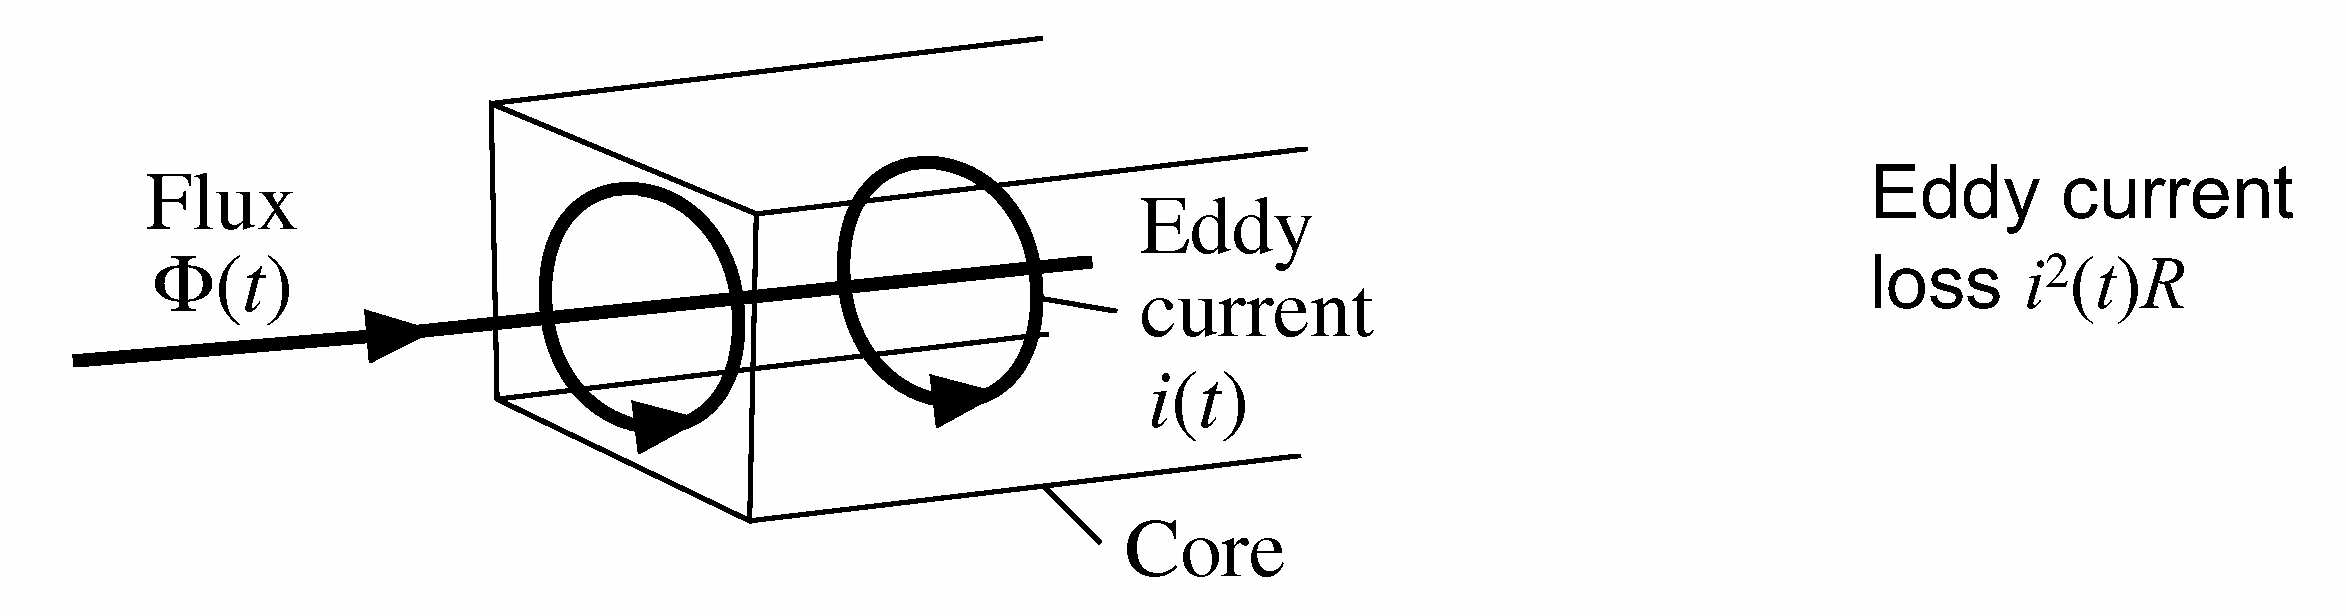 Flux
Φ(t)
Eddy
current
i(t)
Core
Eddy current
loss i²(t)R